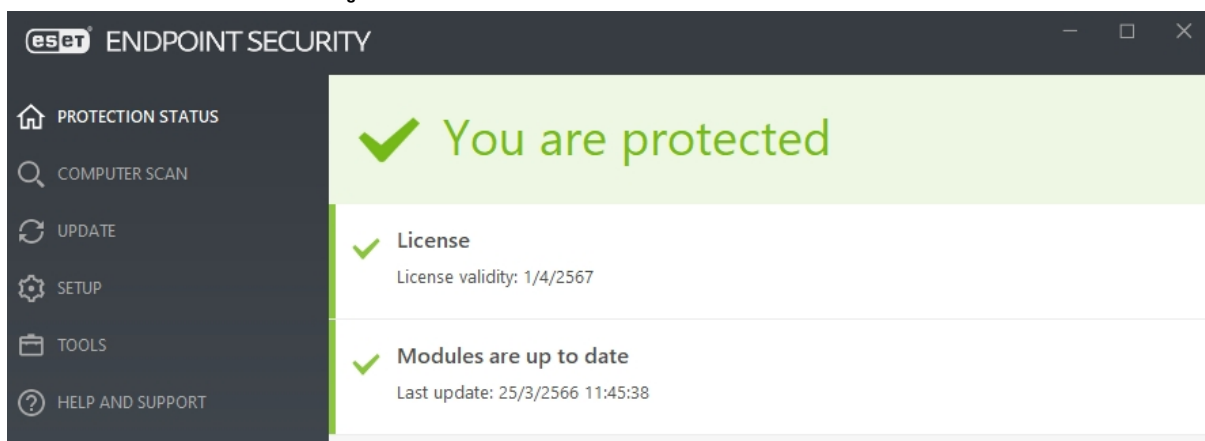 eset ENDPOINT SECURITY
PROTECTION STATUS
COMPUTER SCAN
UPDATE
SETUP
TOOLS
HELP AND SUPPORT
You are protected
License
License validity: 1/4/2567
Modules are up to date
Last update: 25/3/2566 11:45:38